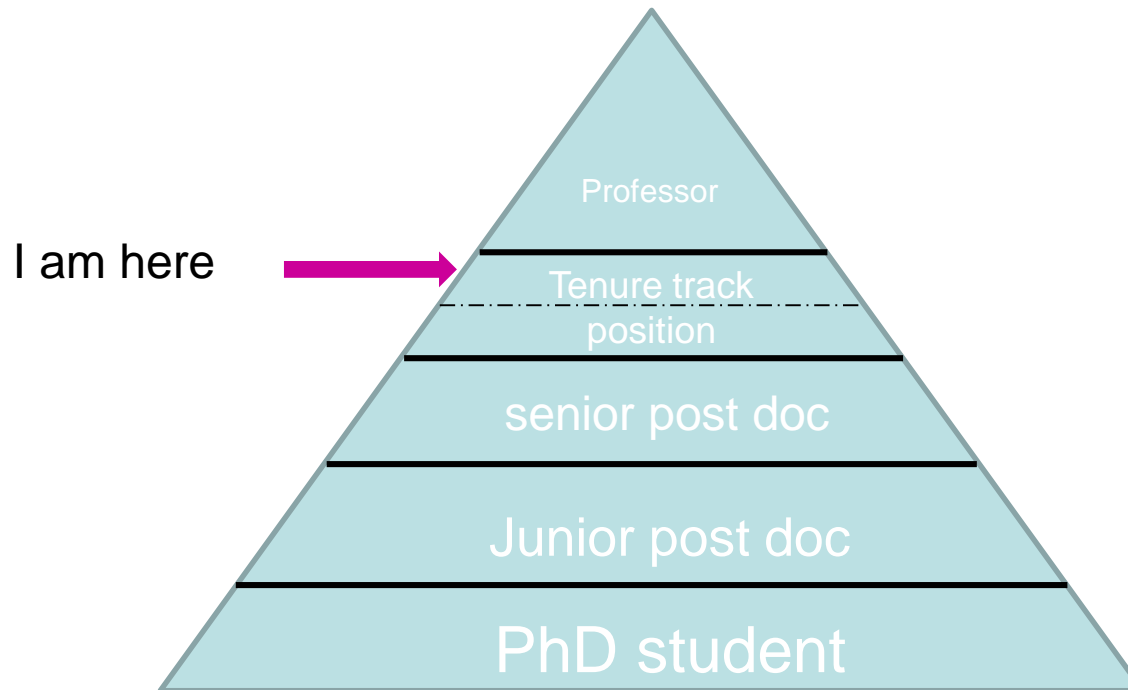 Professor
I am here
Tenure track
position
senior post doc
Junior post doc
PhD student